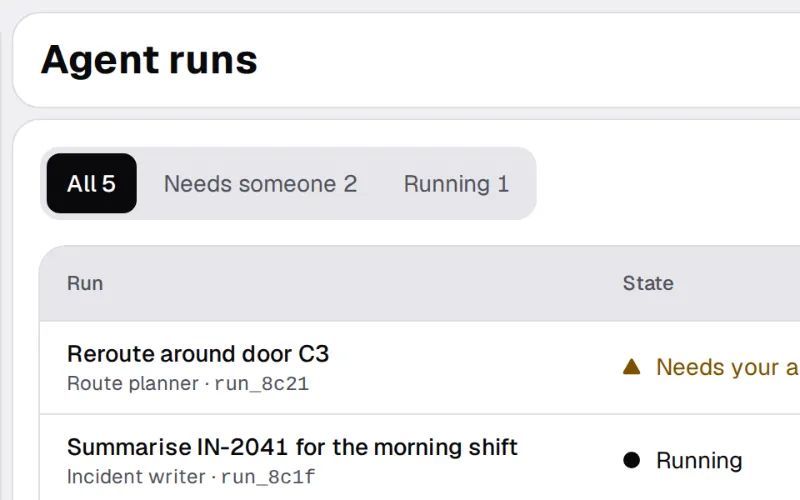 Agent runs
All 5 Needs someone 2 Running 1
Run State
Reroute around door C3
Route planner · run_8c21
Needs your a
Summarise IN-2041 for the morning shift
Incident writer · run_8c1f
Running